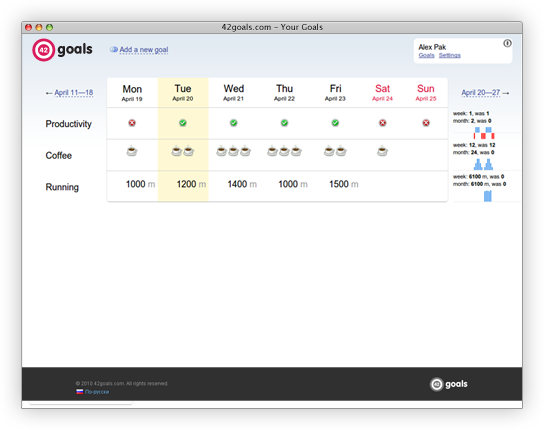 42goals.com – Your Goals
42 goals
Add a new goal
Alex Pak
Goals Settings
← April 11—18
Mon Tue Wed Thu Fri Sat Sun
April 19 April 20 April 21 April 22 April 23 April 24 April 25
April 20—27 →
Productivity
week: 1, was 1
month: 2, was 0
Coffee
week: 12, was 12
month: 24, was 0
Running 1000 m 1200 m 1400 m 1000 m 1500 m
week: 6100 m, was 0
month: 6100 m, was 0
© 2010 42goals.com. All rights reserved.
По-русски
42 goals